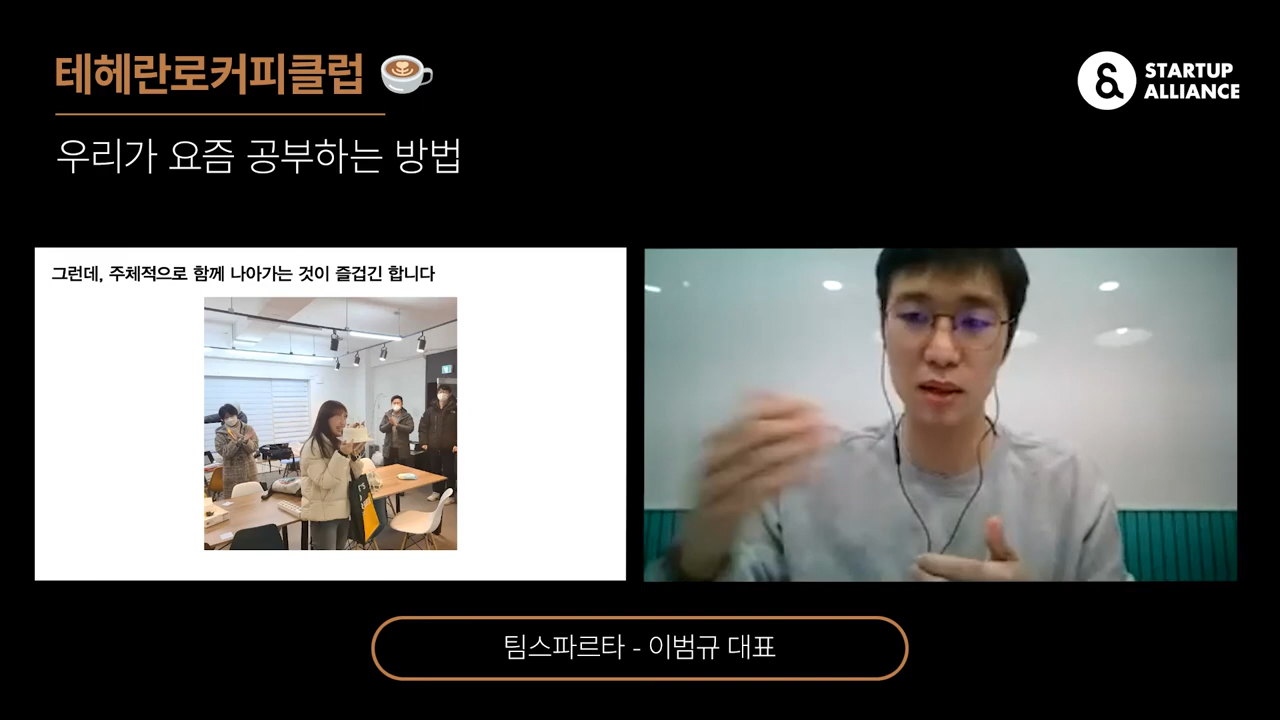 테헤란로커피클럽
STARTUP
ALLIANCE
우리가 요즘 공부하는 방법
그런데, 주체적으로 함께 나아가는 것이 즐겁긴 합니다
팀스파르타 - 이범규 대표